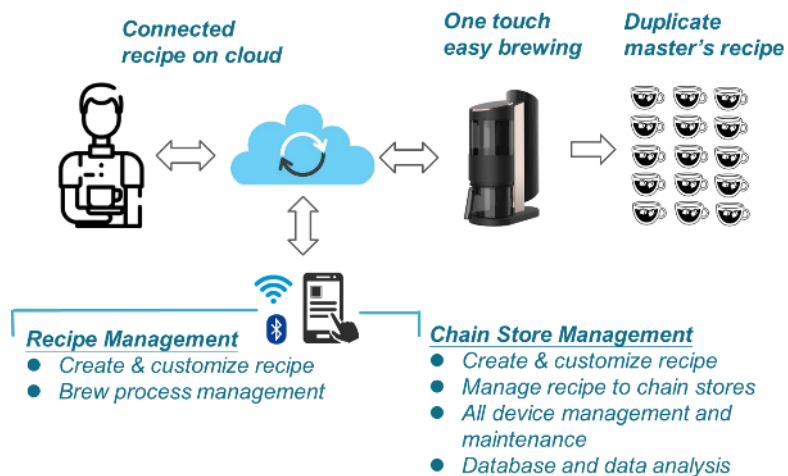 Connected
recipe on cloud
One touch
easy brewing
Duplicate
master's recipe
Recipe Management
● Create & customize recipe
● Brew process management
Chain Store Management
● Create & customize recipe
● Manage recipe to chain stores
● All device management and
maintenance
● Database and data analysis